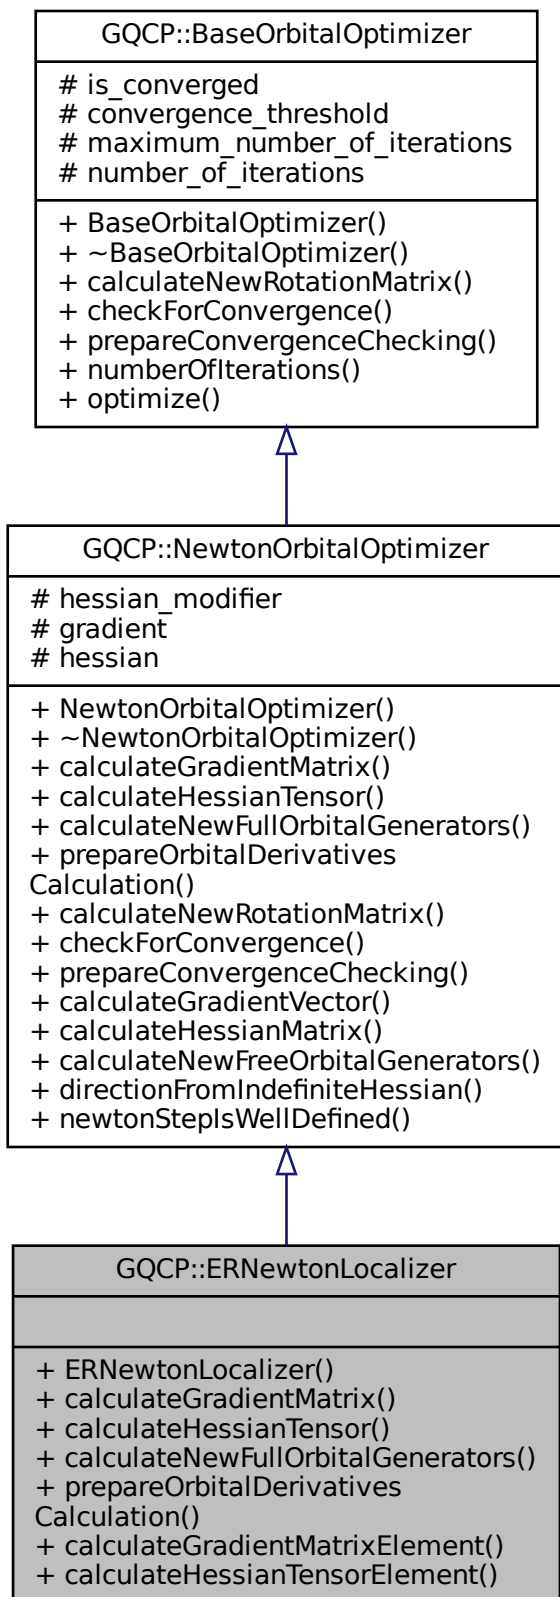 GQCP::BaseOrbitalOptimizer
# is_converged
# convergence_threshold
# maximum_number_of_iterations
# number_of_iterations
+ BaseOrbitalOptimizer()
+ ~BaseOrbitalOptimizer()
+ calculateNewRotationMatrix()
+ checkForConvergence()
+ prepareConvergenceChecking()
+ numberOfIterations()
+ optimize()
GQCP::NewtonOrbitalOptimizer
# hessian_modifier
# gradient
# hessian
+ NewtonOrbitalOptimizer()
+ ~NewtonOrbitalOptimizer()
+ calculateGradientMatrix()
+ calculateHessianTensor()
+ calculateNewFullOrbitalGenerators()
+ prepareOrbitalDerivatives
Calculation()
+ calculateNewRotationMatrix()
+ checkForConvergence()
+ prepareConvergenceChecking()
+ calculateGradientVector()
+ calculateHessianMatrix()
+ calculateNewFreeOrbitalGenerators()
+ directionFromIndefiniteHessian()
+ newtonStepIsWellDefined()
GQCP::ERNewtonLocalizer
+ ERNewtonLocalizer()
+ calculateGradientMatrix()
+ calculateHessianTensor()
+ calculateNewFullOrbitalGenerators()
+ prepareOrbitalDerivatives
Calculation()
+ calculateGradientMatrixElement()
+ calculateHessianTensorElement()